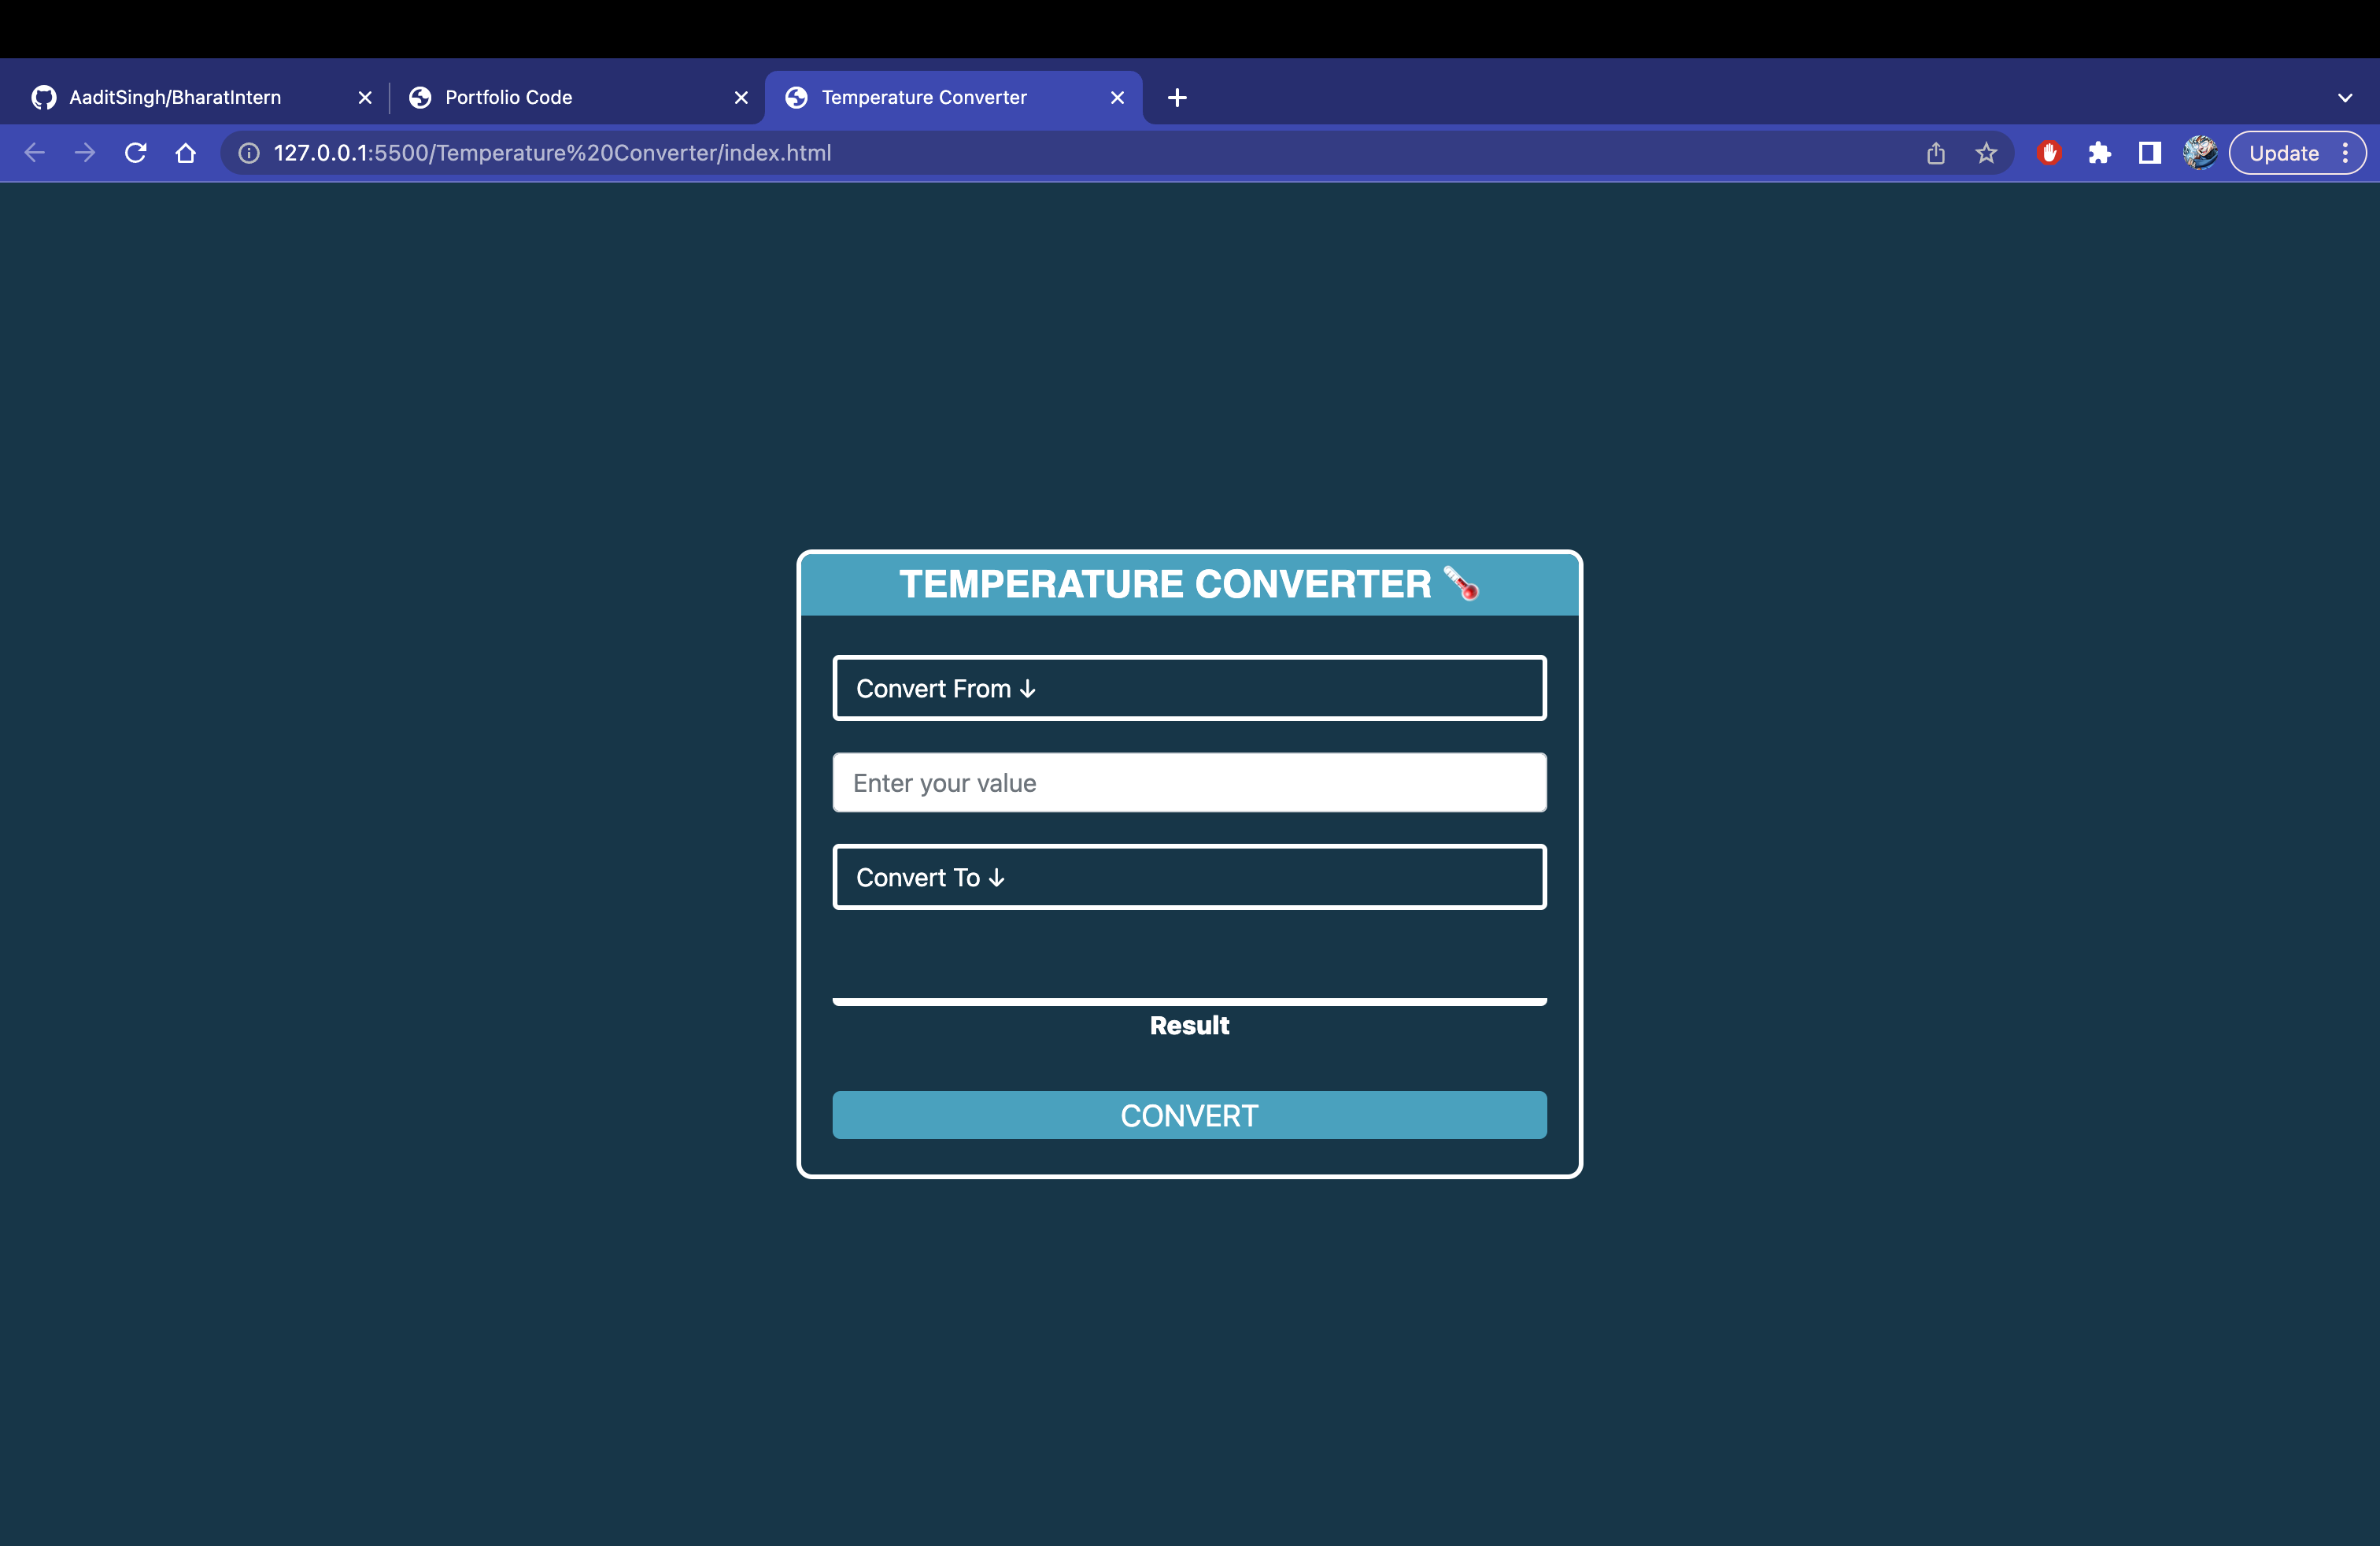 AaditSingh/BharatIntern
Portfolio Code
Temperature Converter
127.0.0.1:5500/Temperature%20Converter/index.html
Update
TEMPERATURE CONVERTER 🌡️
Convert From ↓
Enter your value
Convert To ↓
Result
CONVERT